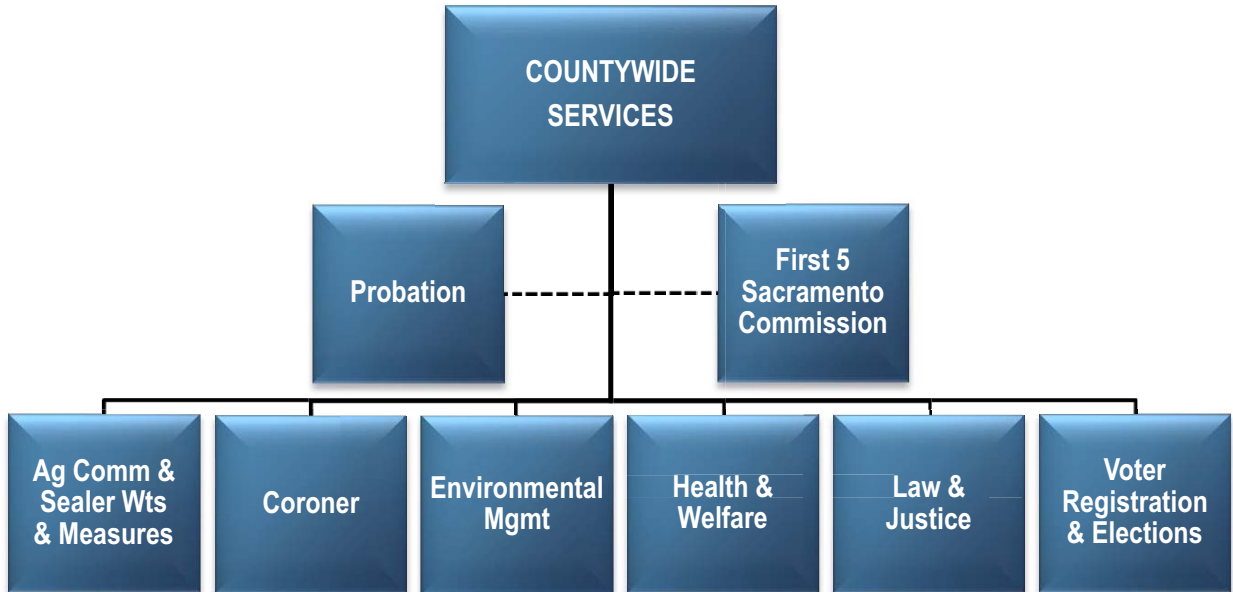 COUNTYWIDE
SERVICES
Probation
First 5
Sacramento
Commission
Ag Comm &
Sealer Wts
& Measures
Coroner
Environmental
Mgmt
Health &
Welfare
Law &
Justice
Voter
Registration
& Elections